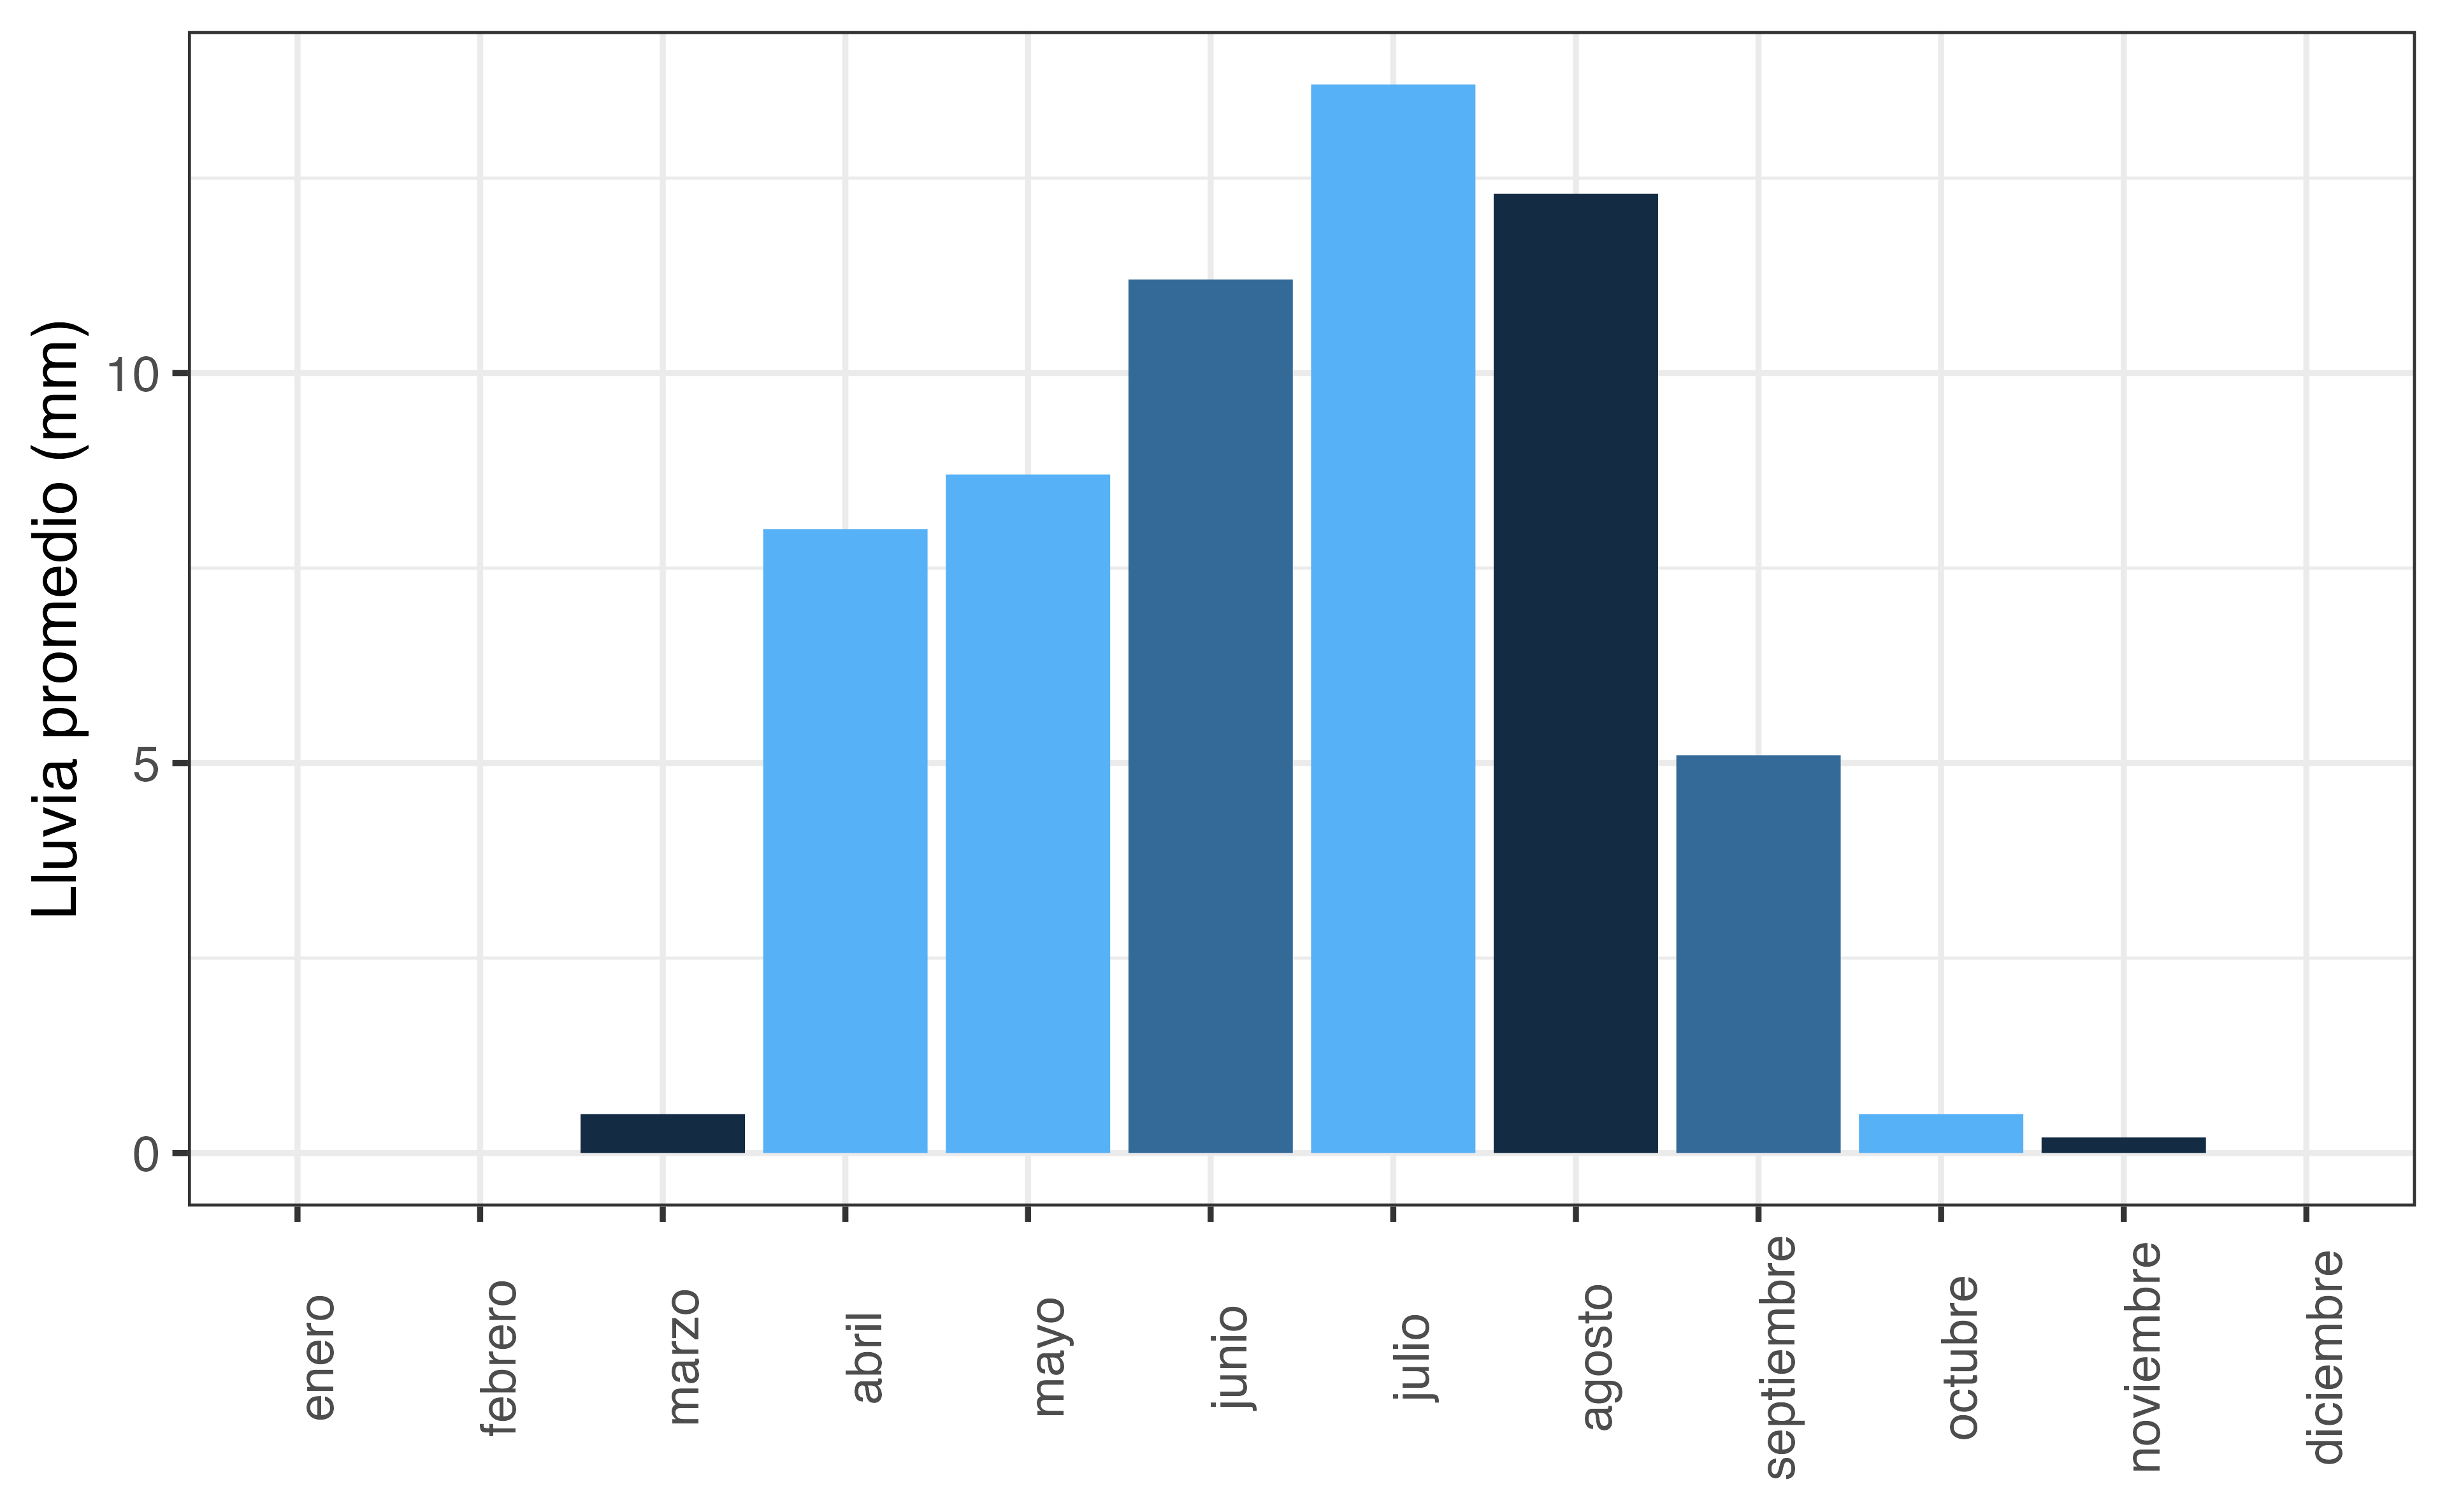 Lluvia promedio (mm)
10
5
0
enero
febrero
marzo
abril
mayo
junio
julio
agosto
septiembre
octubre
noviembre
diciembre